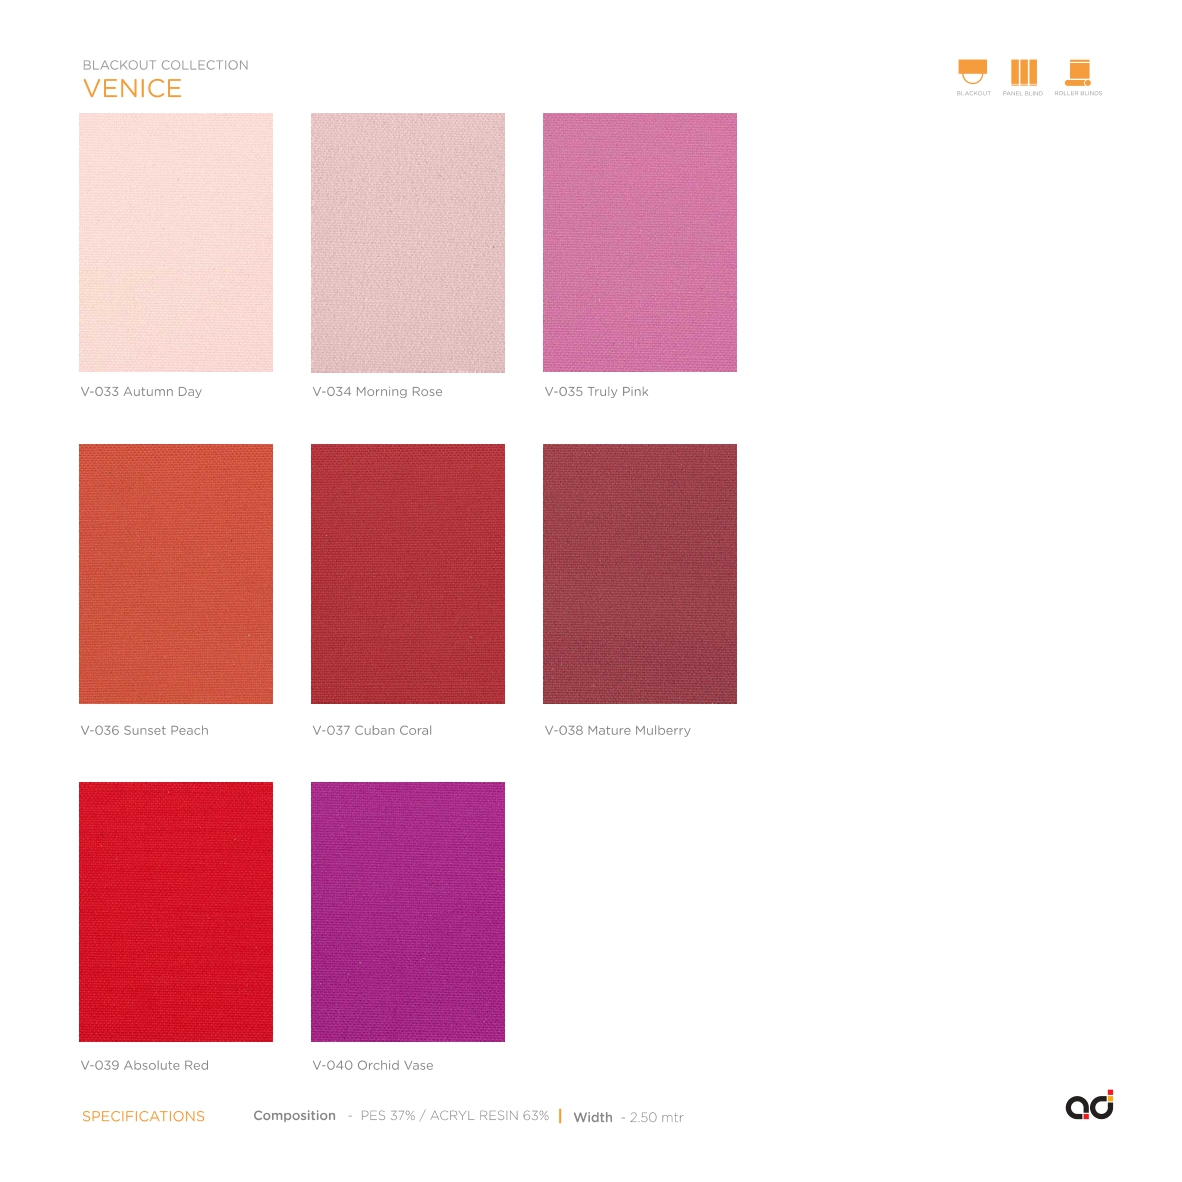 BLACKOUT COLLECTION
VENICE
BLACKOUT
PANEL BLIND
ROLLER BLINDS
V-033 Autumn Day
V-034 Morning Rose
V-035 Truly Pink
V-036 Sunset Peach
V-037 Cuban Coral
V-038 Mature Mulberry
V-039 Absolute Red
V-040 Orchid Vase
SPECIFICATIONS
Composition - PES 37% / ACRYL RESIN 63% | Width - 2.50 mtr
ad